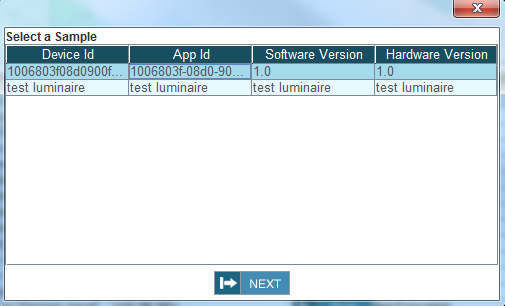 Select a Sample
Device Id App Id Software Version Hardware Version
1006803f08d0900f... 1006803f-08d0-90... 1.0 1.0
test luminaire test luminaire test luminaire test luminaire
NEXT